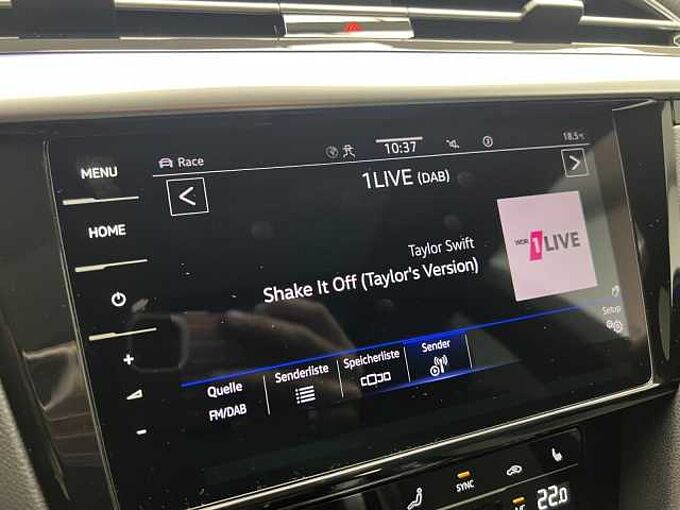 MENU
Race
10:37
18.5°C
1LIVE (DAB)
HOME
Taylor Swift
Shake It Off (Taylor's Version)
WDR 1LIVE
Setup
Quelle
FM/DAB
Senderliste
Speicherliste
Sender
SYNC
AC
22.0